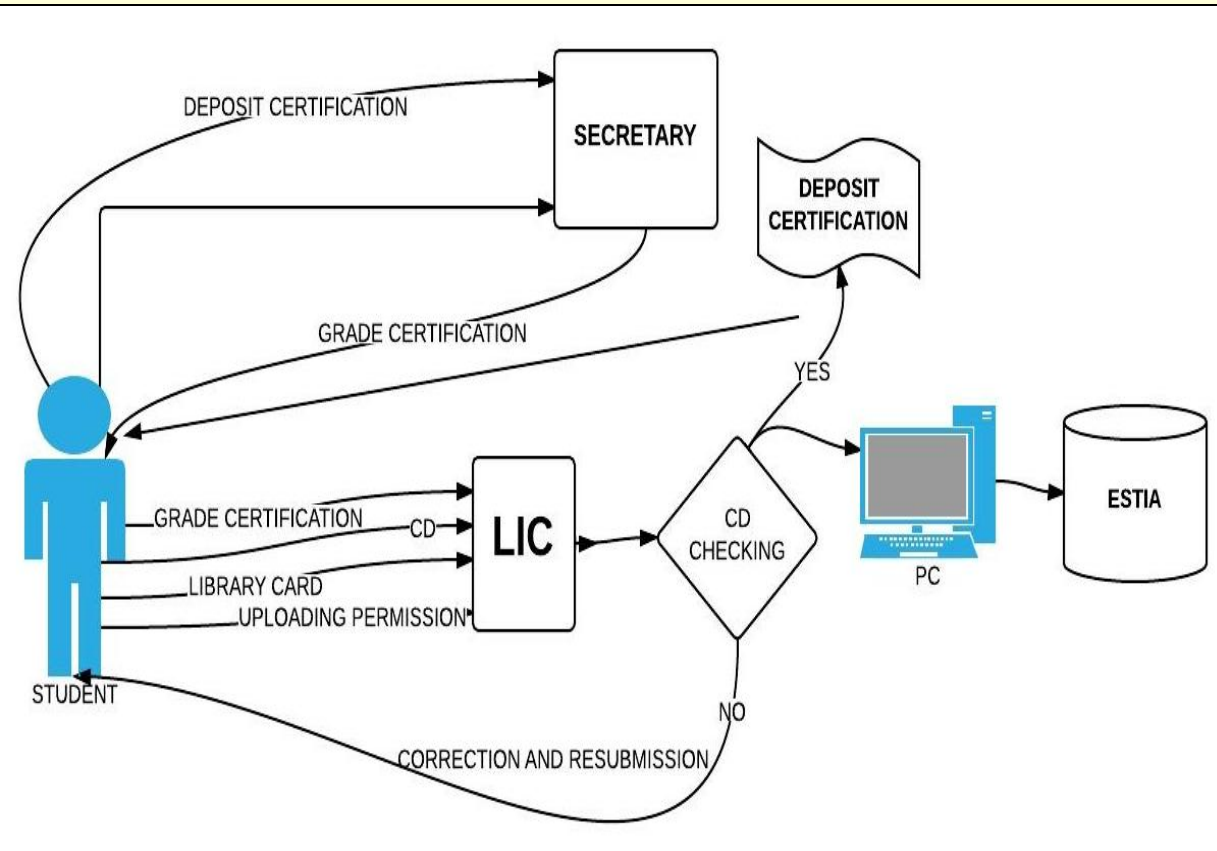 DEPOSIT CERTIFICATION
SECRETARY
DEPOSIT
CERTIFICATION
GRADE CERTIFICATION
YES
GRADE CERTIFICATION
CD
LIBRARY CARD
UPLOADING PERMISSION
LIC
CD
CHECKING
PC
ESTIA
STUDENT
NO
CORRECTION AND RESUBMISSION